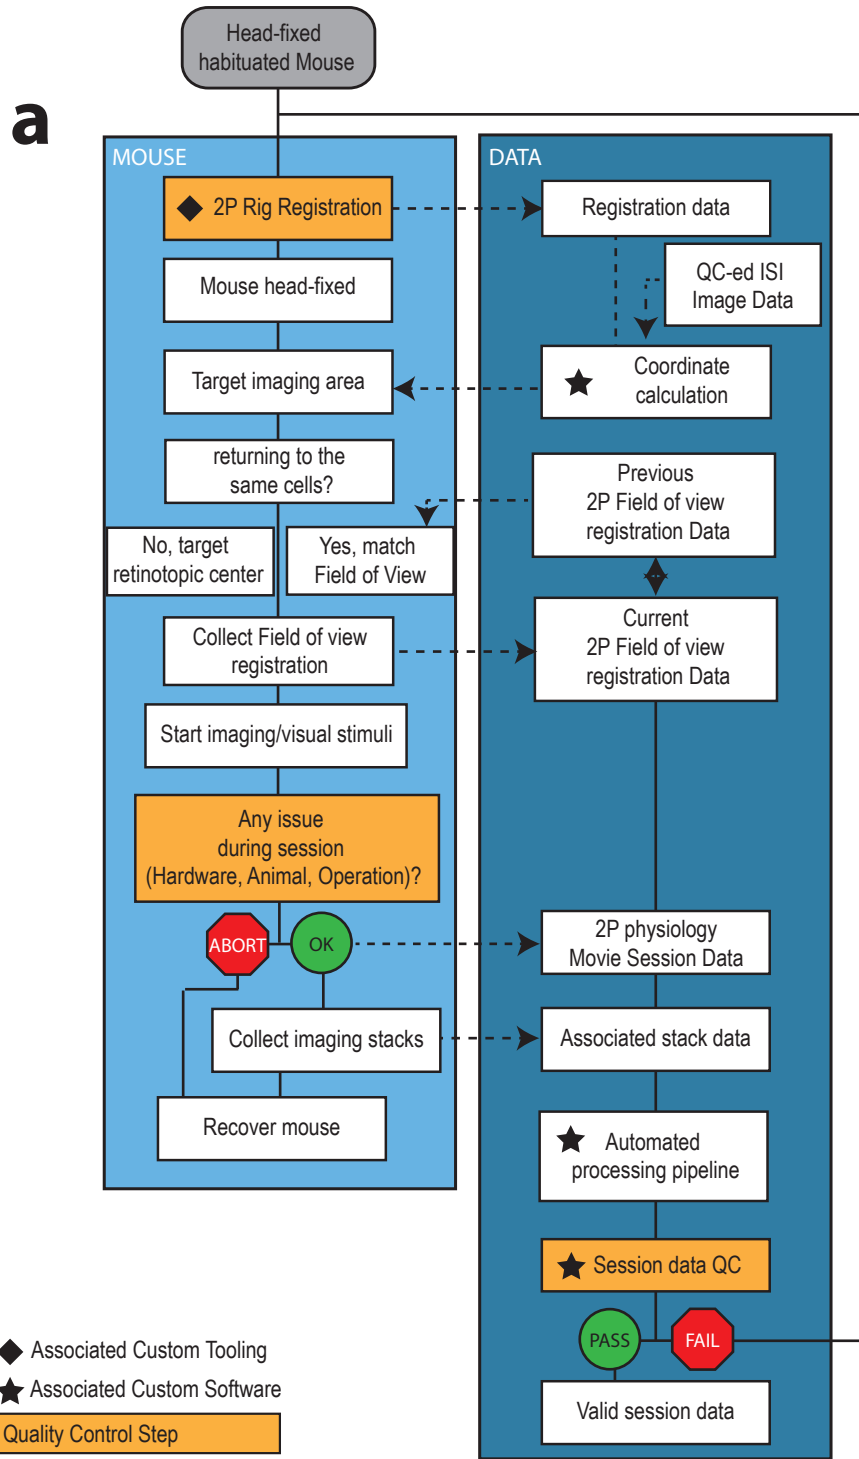 Head-fixed
habituated Mouse
a
MOUSE
2P Rig Registration
Mouse head-fixed
Target imaging area
returning to the
same cells?
No, target
retinotopic center
Yes, match
Field of View
Collect Field of view
registration
Start imaging/visual stimuli
Any issue
during session
(Hardware, Animal, Operation)?
ABORT
OK
Collect imaging stacks
Recover mouse
DATA
Registration data
QC-ed ISI
Image Data
Coordinate
calculation
Previous
2P Field of view
registration Data
Current
2P Field of view
registration Data
2P physiology
Movie Session Data
Associated stack data
Automated
processing pipeline
Session data QC
PASS
FAIL
Valid session data
Associated Custom Tooling
Associated Custom Software
Quality Control Step